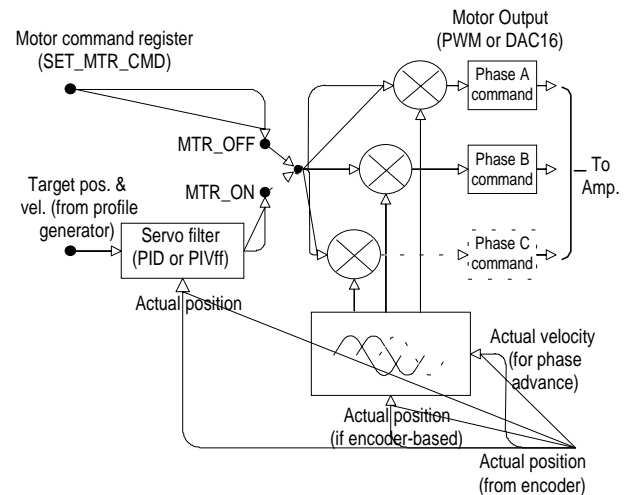 Motor Output
(PWM or DAC16)
Motor command register
(SET_MTR_CMD)
Phase A
command
MTR_OFF
Phase B
command
To
Amp.
Target pos. &
vel. (from profile
generator)
MTR_ON
Servo filter
(PID or PIVff)
Phase C
command
Actual position
Actual velocity
(for phase
advance)
Actual position
(if encoder-based)
Actual position
(from encoder)